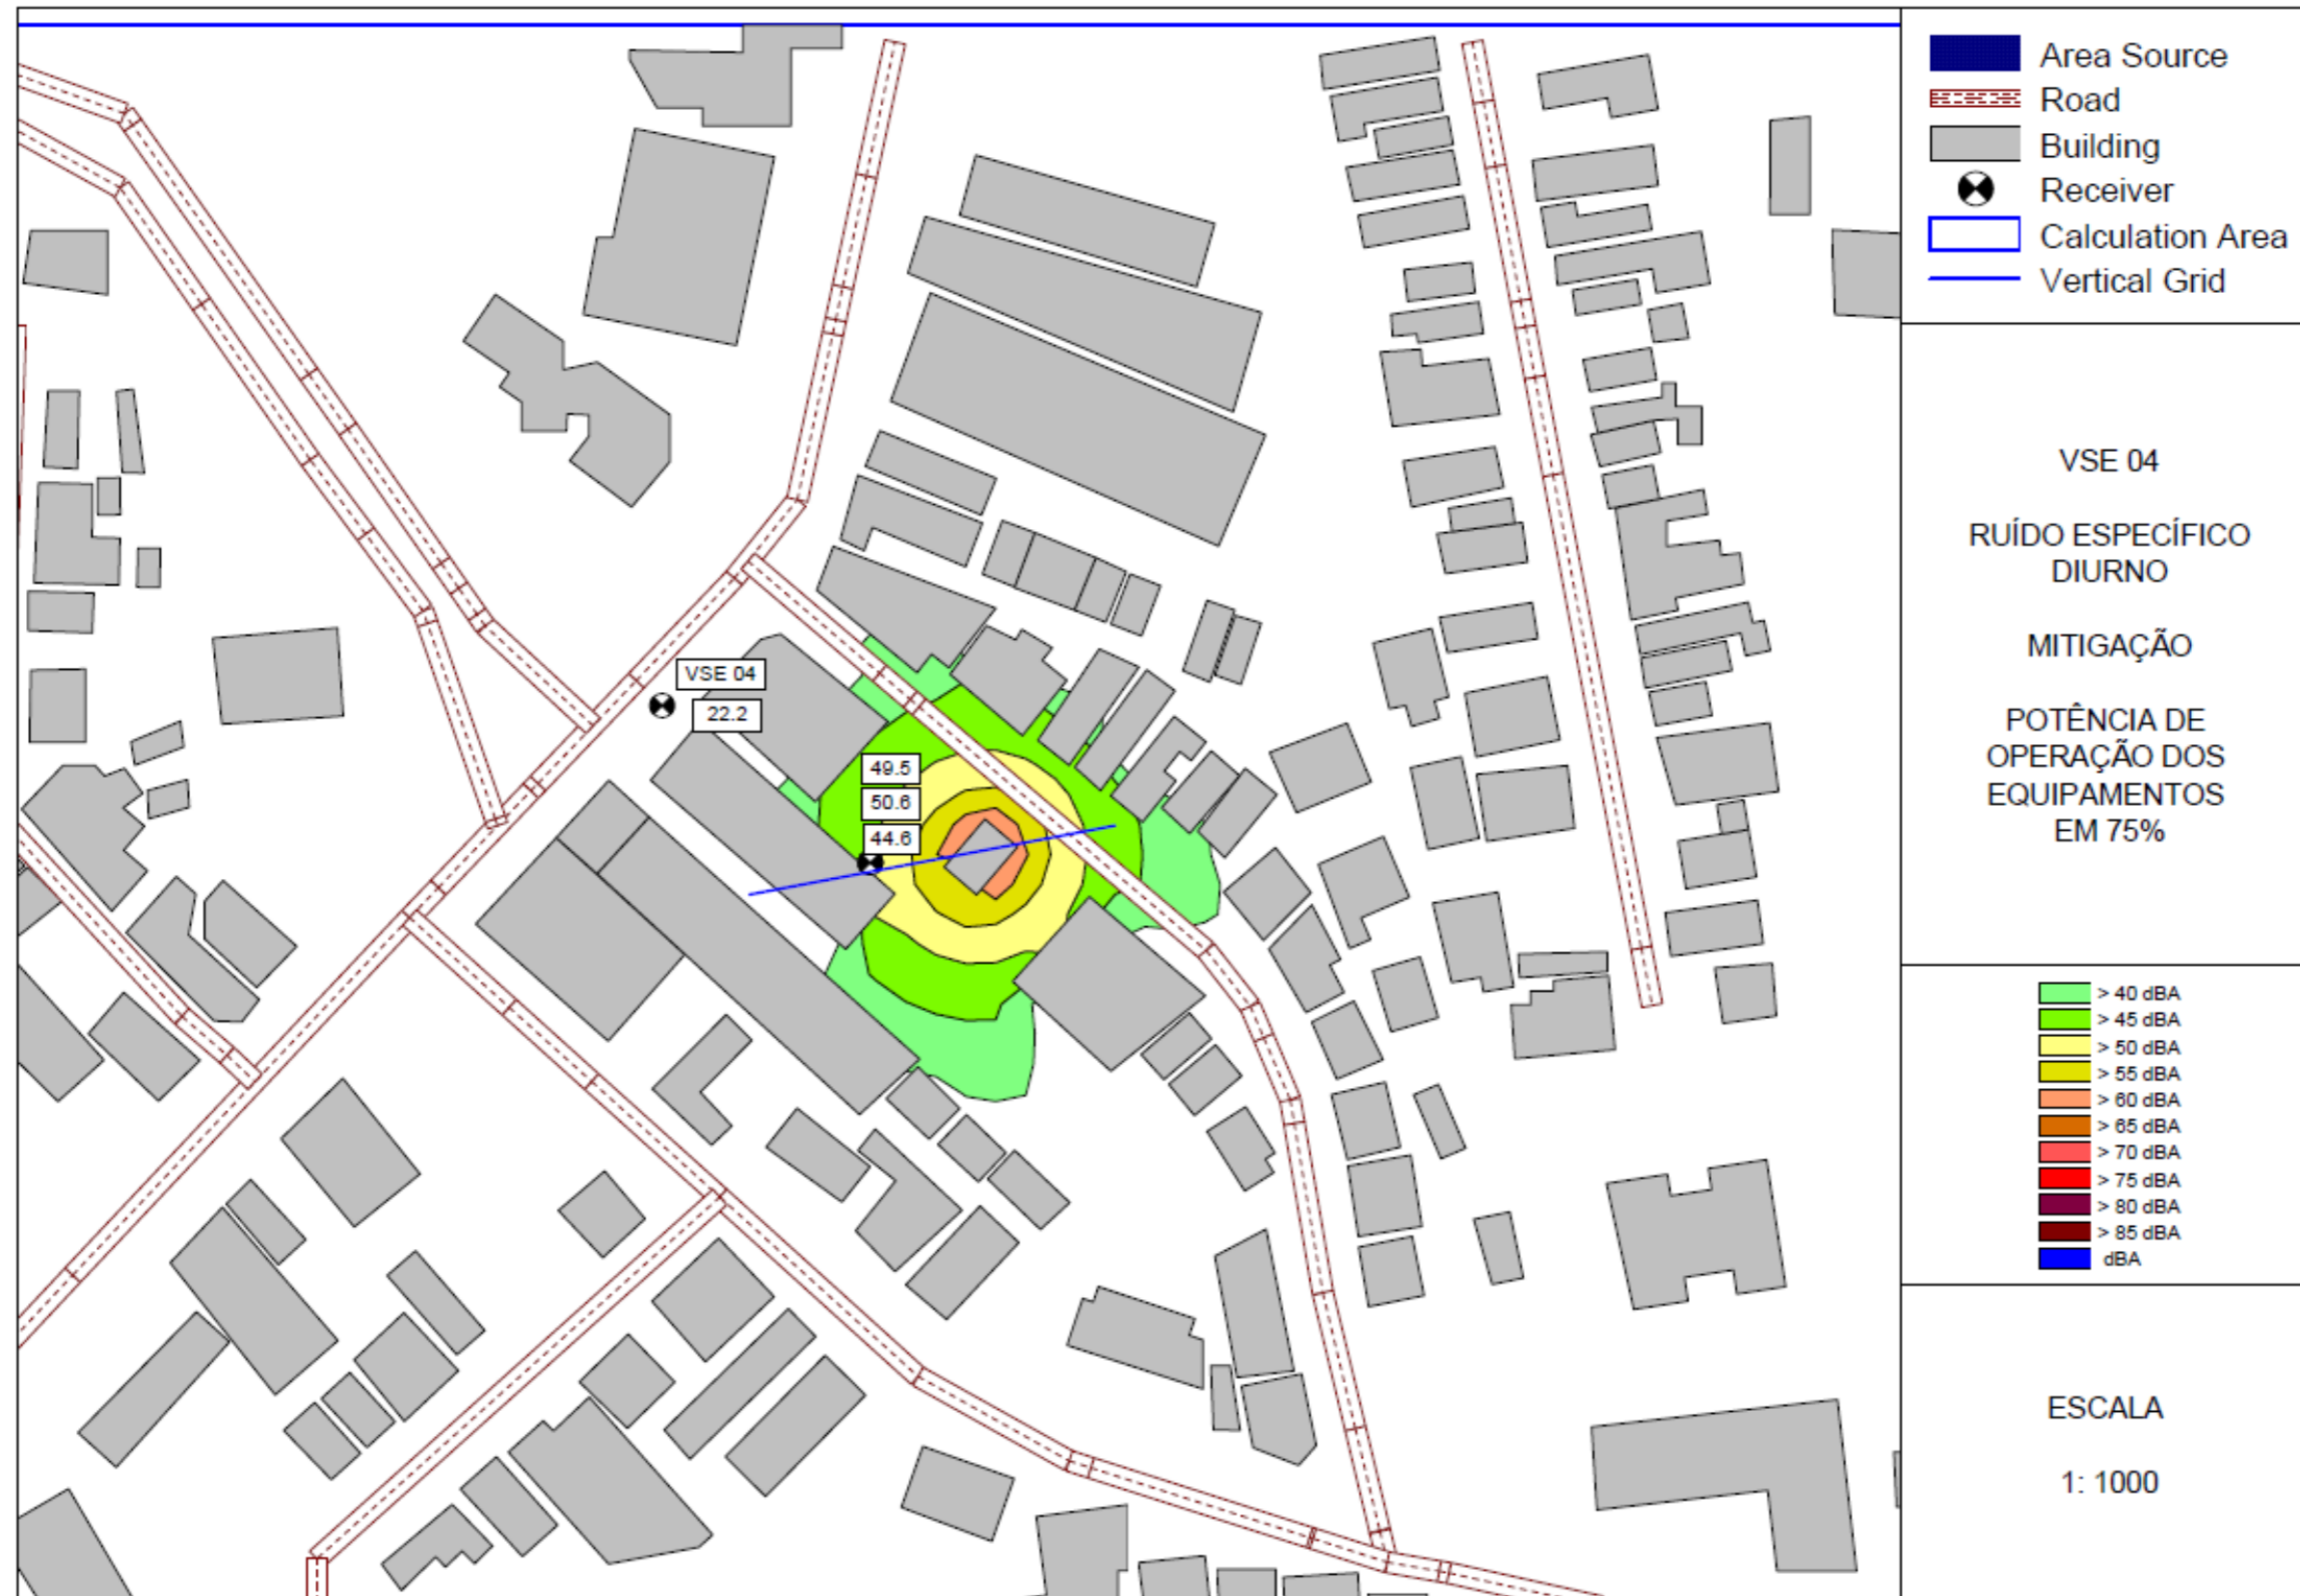 VSE 04
22.2
49.5
50.6
44.6
Area Source
Road
Building
Receiver
Calculation Area
Vertical Grid
VSE 04
RUÍDO ESPECÍFICO
DIURNO
MITIGAÇÃO
POTÊNCIA DE
OPERAÇÃO DOS
EQUIPAMENTOS
EM 75%
> 40 dBA
> 45 dBA
> 50 dBA
> 55 dBA
> 60 dBA
> 65 dBA
> 70 dBA
> 75 dBA
> 80 dBA
> 85 dBA
dBA
ESCALA
1: 1000